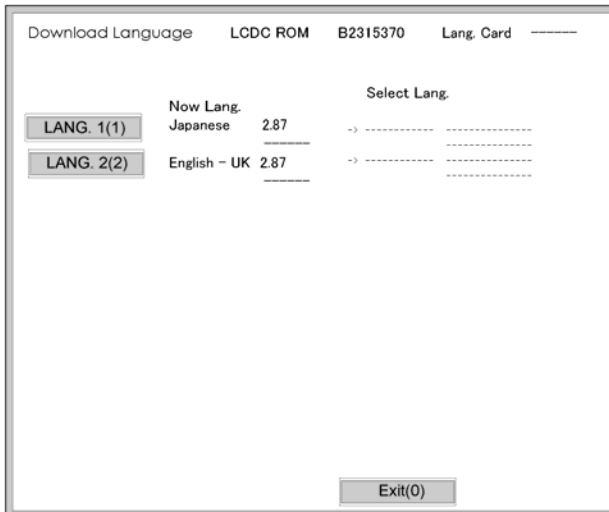 Download Language LCDC ROM B2315370 Lang. Card ------
Select Lang.
Now Lang.
LANG. 1(1) Japanese 2.87 -> ------------ ---------------
------ ---------------
LANG. 2(2) English - UK 2.87 -> ------------ ---------------
------ ---------------
Exit(0)